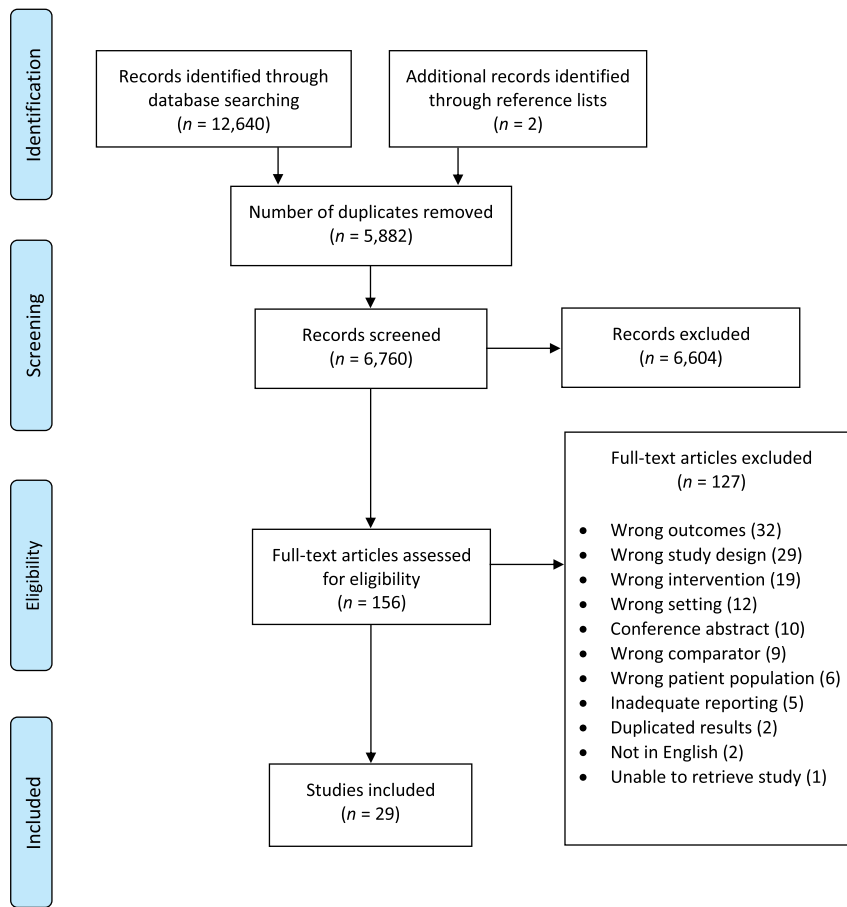 Identification
Records identified through
database searching
(n = 12,640)
Additional records identified
through reference lists
(n = 2)
Number of duplicates removed
(n = 5,882)
Screening
Records screened
(n = 6,760)
Records excluded
(n = 6,604)
Eligibility
Full-text articles assessed
for eligibility
(n = 156)
Full-text articles excluded
(n = 127)
• Wrong outcomes (32)
• Wrong study design (29)
• Wrong intervention (19)
• Wrong setting (12)
• Conference abstract (10)
• Wrong comparator (9)
• Wrong patient population (6)
• Inadequate reporting (5)
• Duplicated results (2)
• Not in English (2)
• Unable to retrieve study (1)
Included
Studies included
(n = 29)